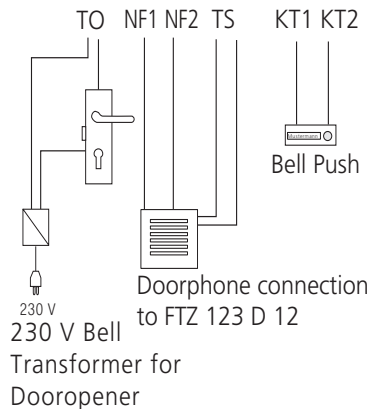 TO NF1 NF2 TS KT1 KT2
Mustermann
Bell Push
Doorphone connection
to FTZ 123 D 12
230 V
230 V Bell
Transformer for
Dooropener